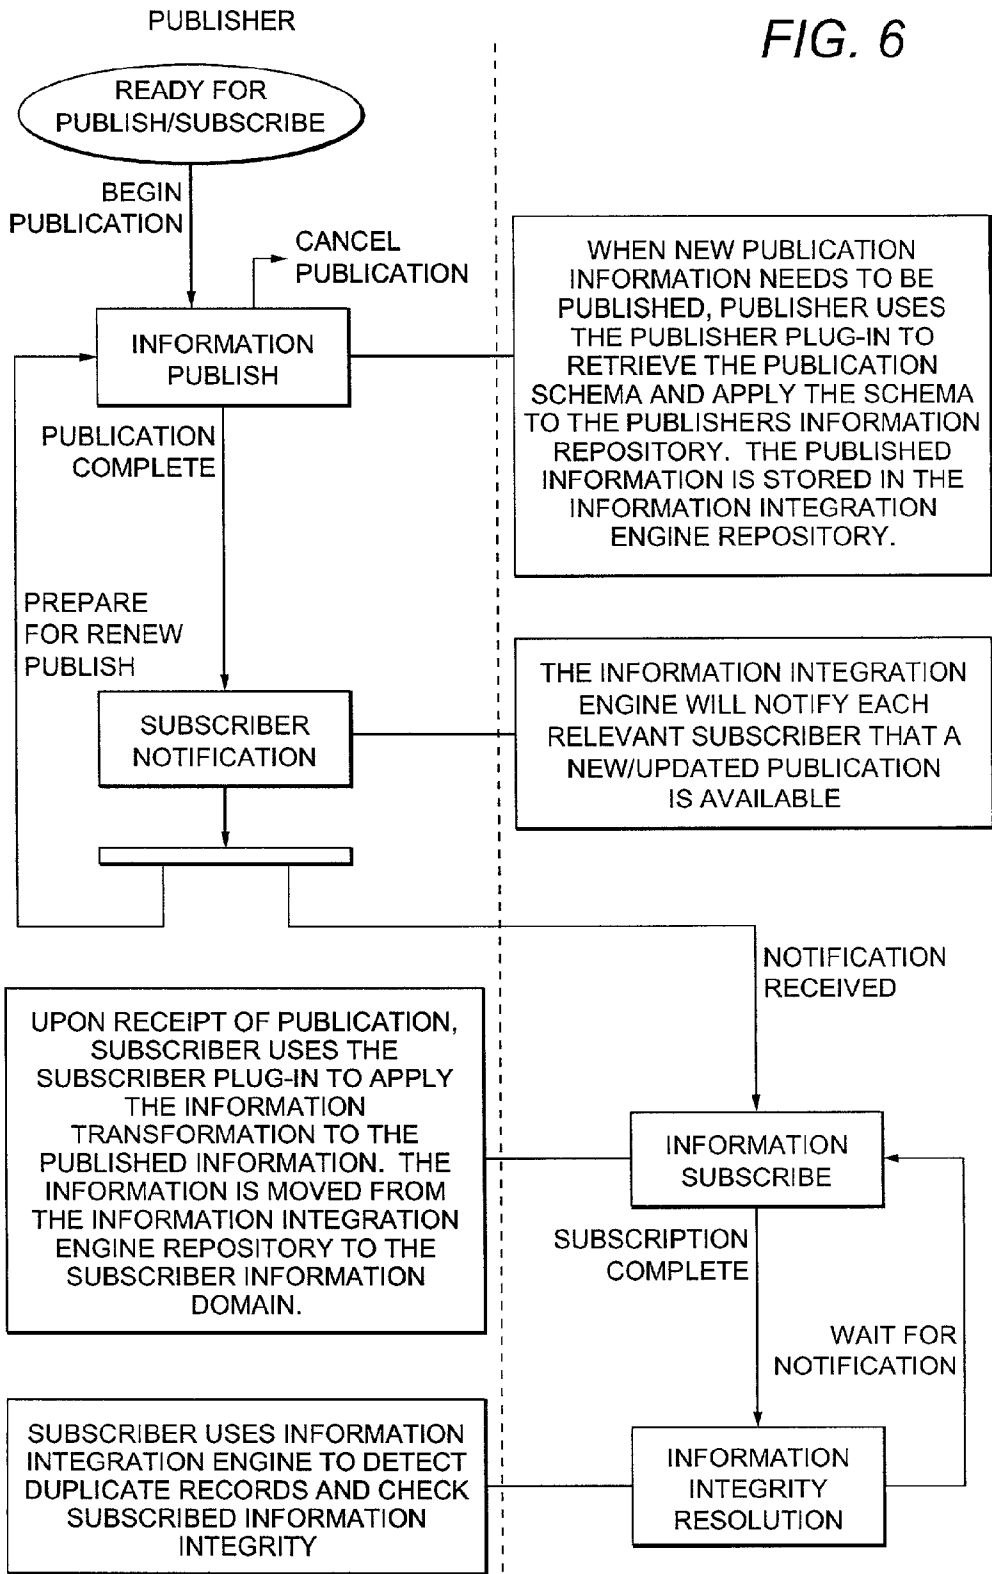 PUBLISHER
FIG. 6
READY FOR
PUBLISH/SUBSCRIBE
BEGIN
PUBLICATION
CANCEL
PUBLICATION
INFORMATION
PUBLISH
WHEN NEW PUBLICATION
INFORMATION NEEDS TO BE
PUBLISHED, PUBLISHER USES
THE PUBLISHER PLUG-IN TO
RETRIEVE THE PUBLICATION
SCHEMA AND APPLY THE SCHEMA
TO THE PUBLISHERS INFORMATION
REPOSITORY. THE PUBLISHED
INFORMATION IS STORED IN THE
INFORMATION INTEGRATION
ENGINE REPOSITORY.
PUBLICATION
COMPLETE
PREPARE
FOR RENEW
PUBLISH
SUBSCRIBER
NOTIFICATION
THE INFORMATION INTEGRATION
ENGINE WILL NOTIFY EACH
RELEVANT SUBSCRIBER THAT A
NEW/UPDATED PUBLICATION
IS AVAILABLE
NOTIFICATION
RECEIVED
UPON RECEIPT OF PUBLICATION,
SUBSCRIBER USES THE
SUBSCRIBER PLUG-IN TO APPLY
THE INFORMATION
TRANSFORMATION TO THE
PUBLISHED INFORMATION. THE
INFORMATION IS MOVED FROM
THE INFORMATION INTEGRATION
ENGINE REPOSITORY TO THE
SUBSCRIBER INFORMATION
DOMAIN.
INFORMATION
SUBSCRIBE
SUBSCRIPTION
COMPLETE
WAIT FOR
NOTIFICATION
SUBSCRIBER USES INFORMATION
INTEGRATION ENGINE TO DETECT
DUPLICATE RECORDS AND CHECK
SUBSCRIBED INFORMATION
INTEGRITY
INFORMATION
INTEGRITY
RESOLUTION